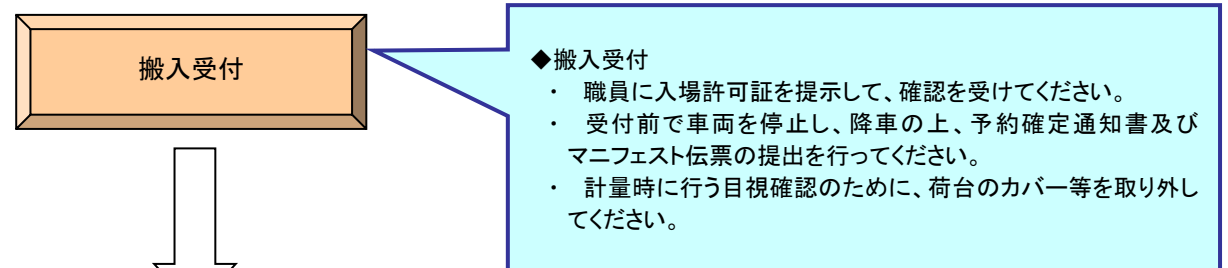 搬入受付
◆搬入受付
・ 職員に入場許可証を提示して、確認を受けてください。
・ 受付前で車両を停止し、降車の上、予約確定通知書及び
マニフェスト伝票の提出を行ってください。
・ 計量時に行う目視確認のために、荷台のカバー等を取り外し
てください。